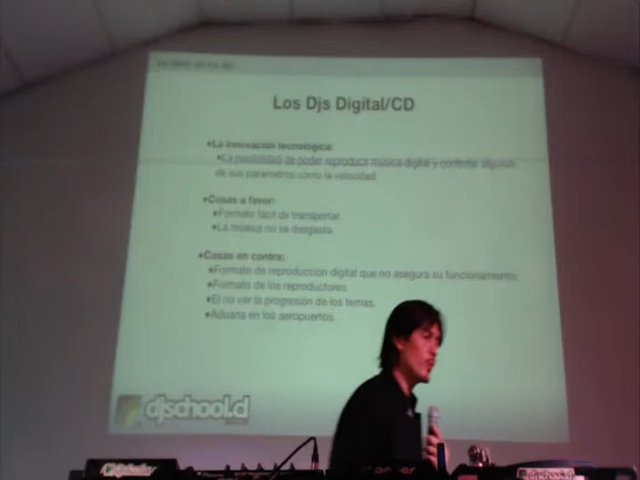 Los Djs Digital/CD
•La innovación tecnológica:
•La posibilidad de poder reproducir música digital y controlar algunos
de sus parametros como la velocidad.
•Cosas a favor:
•Formato facil de transportar.
•La musica no se desgasta.
•Cosas en contra:
•Formato de reproducción digital que no asegura su funcionamiento.
•Formato de los reproductores.
•El no ver la progresión de los temas.
•Aduana en los aeropuertos.
djschool.cl